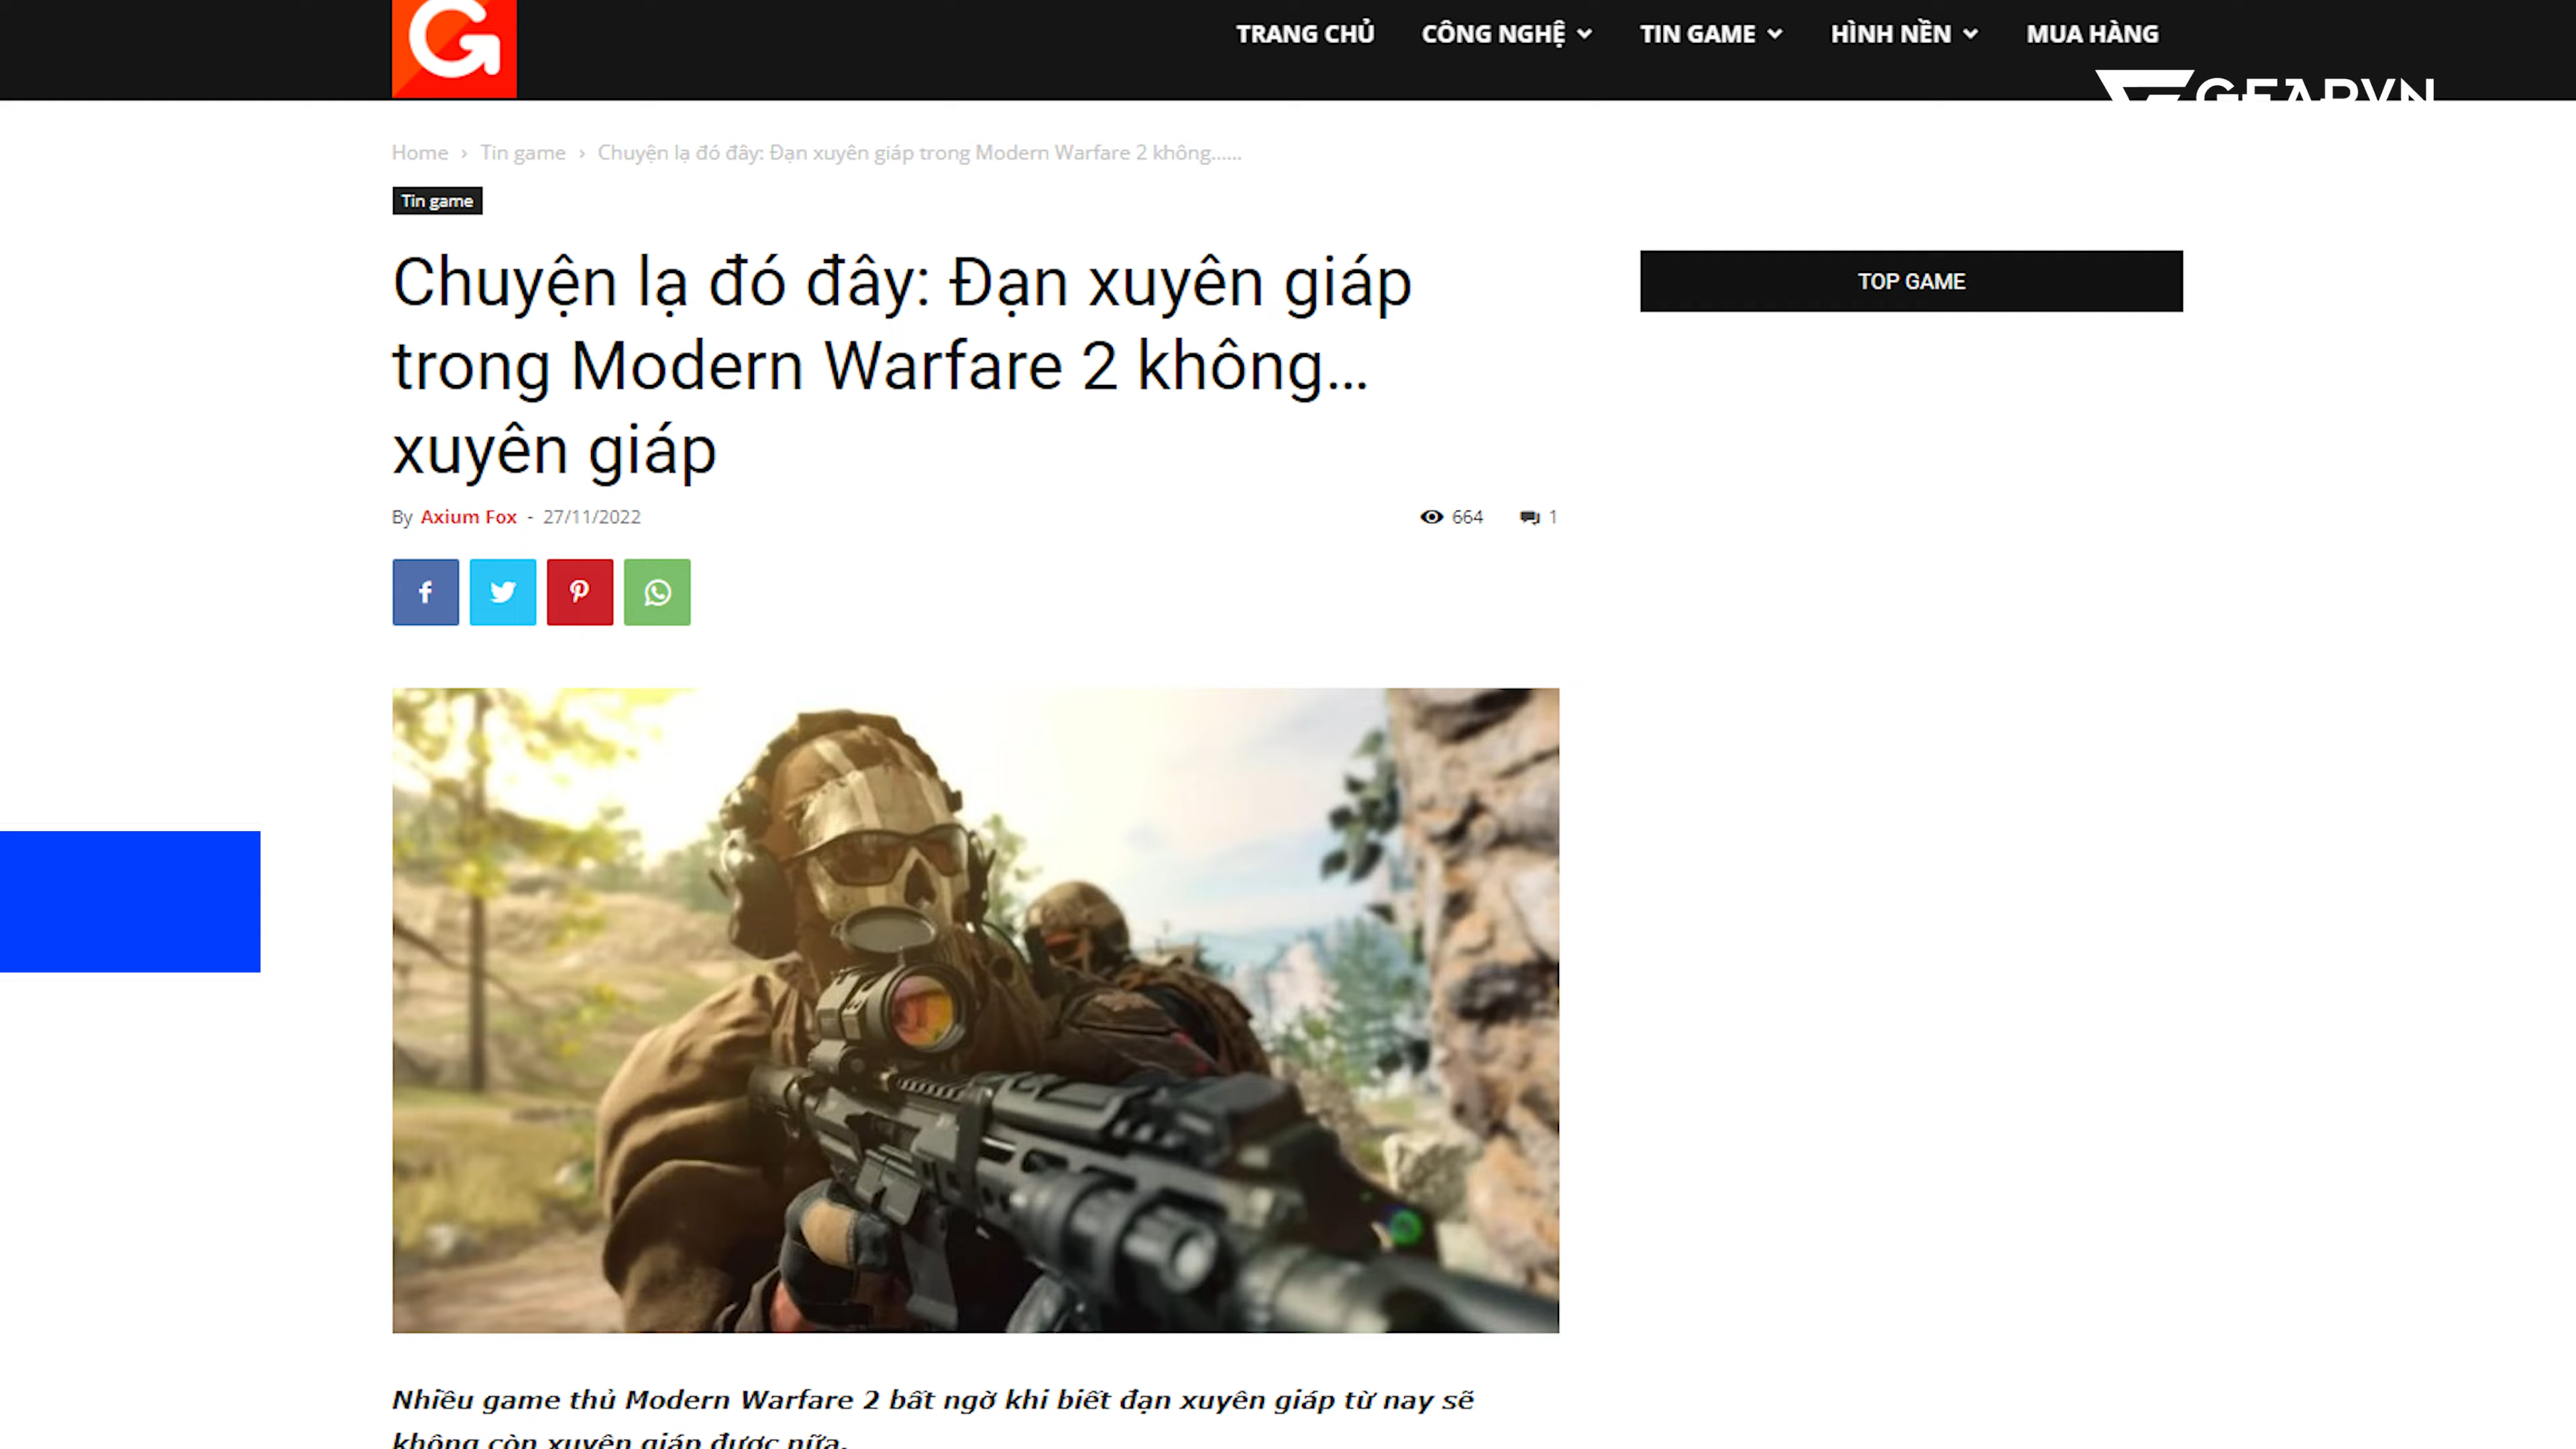 TRANG CHỦ CÔNG NGHỆ TIN GAME HÌNH NỀN MUA HÀNG
GEARVN
Home › Tin game › Chuyện lạ đó đây: Đạn xuyên giáp trong Modern Warfare 2 không......
Tin game
Chuyện lạ đó đây: Đạn xuyên giáp
trong Modern Warfare 2 không...
xuyên giáp
TOP GAME
By Axium Fox - 27/11/2022 664 1
Nhiều game thủ Modern Warfare 2 bất ngờ khi biết đạn xuyên giáp từ nay sẽ
không còn xuyên giáp được nữa.